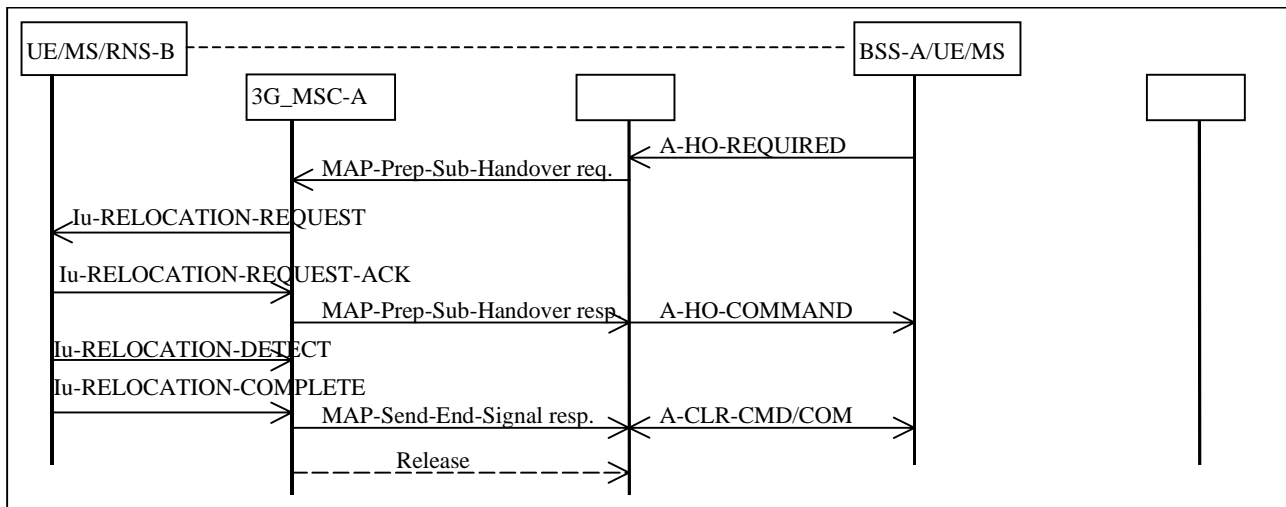 UE/MS/RNS-B
BSS-A/UE/MS
3G_MSC-A
A-HO-REQUIRED
MAP-Prep-Sub-Handover req.
Iu-RELOCATION-REQUEST
Iu-RELOCATION-REQUEST-ACK
MAP-Prep-Sub-Handover resp.
A-HO-COMMAND
Iu-RELOCATION-DETECT
Iu-RELOCATION-COMPLETE
MAP-Send-End-Signal resp.
A-CLR-CMD/COM
Release